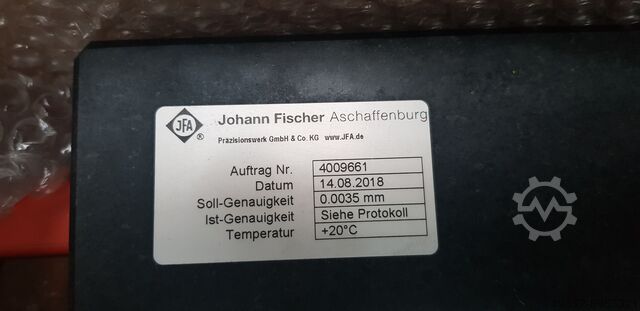 JFA ® Johann Fischer Aschaffenburg
Präzisionswerk GmbH & Co. KG www.JFA.de
Auftrag Nr. 4009661
Datum 14.08.2018
Soll-Genauigkeit 0.0035 mm
Ist-Genauigkeit Siehe Protokoll
Temperatur +20°C